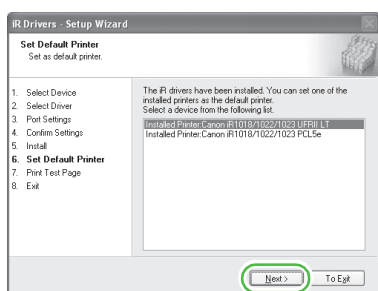 iR Drivers - Setup Wizard
Set Default Printer
Set as default printer.
1. Select Device
2. Select Driver
3. Port Settings
4. Confirm Settings
5. Install
6. Set Default Printer
7. Print Test Page
8. Exit
The iR drivers have been installed. You can set one of the
installed printers as the default printer.
Select a device from the following list.
Installed Printer:Canon iR1018/1022/1023 UFRII LT
Installed Printer:Canon iR1018/1022/1023 PCL5e
Next >
To Exit